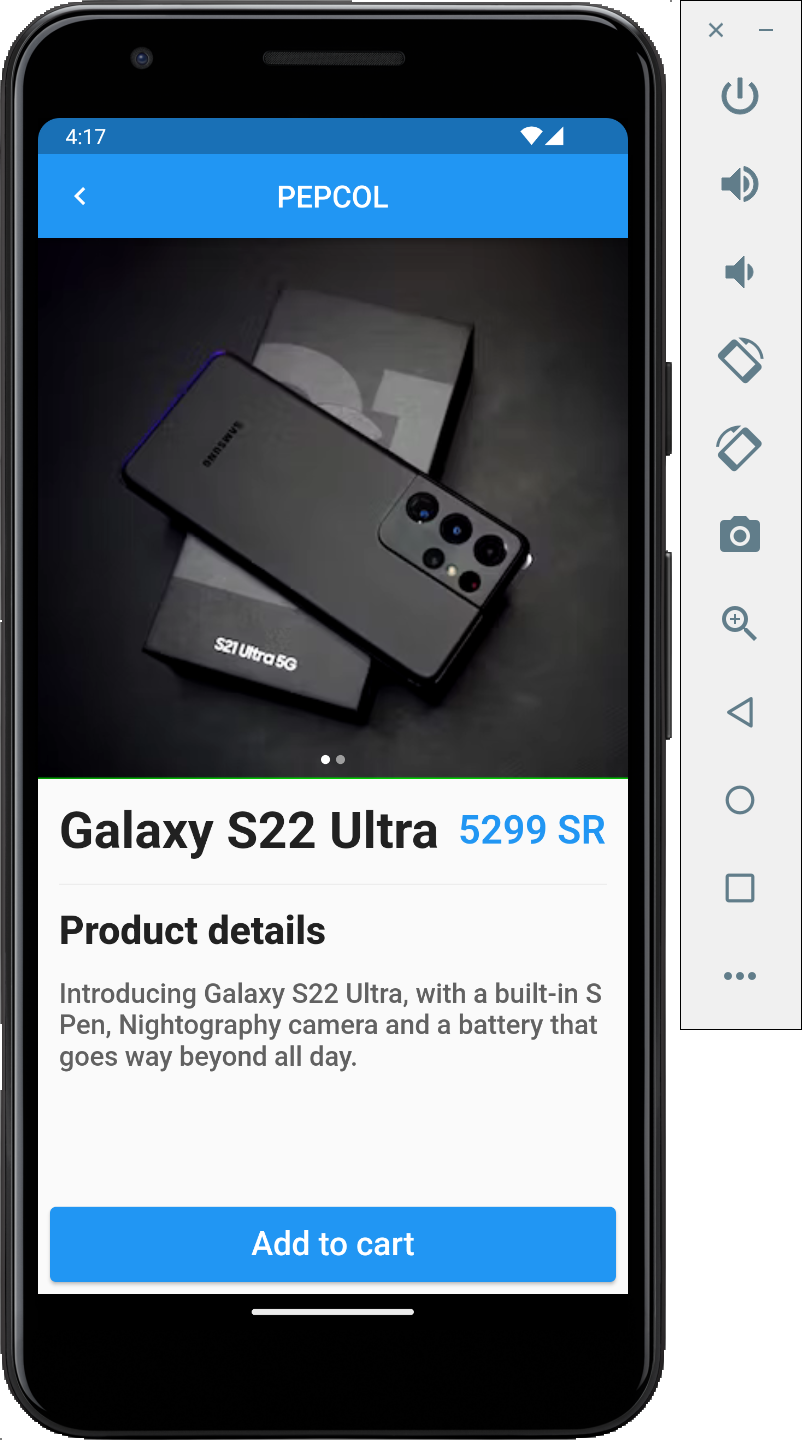 4:17
PEPCOL
SAMSUNG
S21 Ultra 5G
Galaxy S22 Ultra 5299 SR
Product details
Introducing Galaxy S22 Ultra, with a built-in S
Pen, Nightography camera and a battery that
goes way beyond all day.
Add to cart